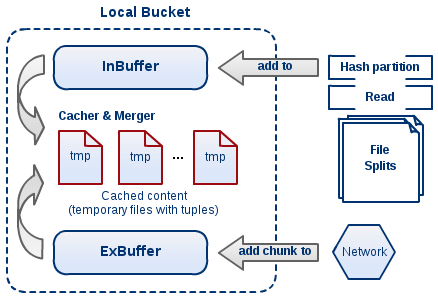 Local Bucket
InBuffer
add to
Hash partition
Read
Cacher & Merger
tmp
tmp
...
tmp
File
Splits
Cached content
(temporary files with tuples)
ExBuffer
add chunk to
Network